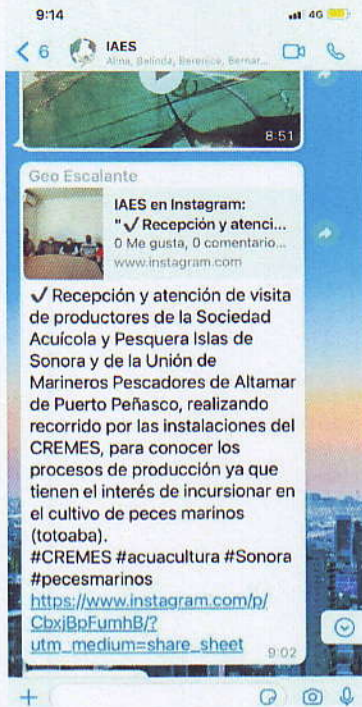 9:14
4G
6
IAES
Alina, Belinda, Berenice, Bernar...
8:51
Geo Escalante
IAES en Instagram:
"✓ Recepción y atenci...
0 Me gusta, 0 comentario...
www.instagram.com
✓ Recepción y atención de visita
de productores de la Sociedad
Acuícola y Pesquera Islas de
Sonora y de la Unión de
Marineros Pescadores de Altamar
de Puerto Peñasco, realizando
recorrido por las instalaciones del
CREMES, para conocer los
procesos de producción ya que
tienen el interés de incursionar en
el cultivo de peces marinos
(totoaba).
#CREMES #acuacultura #Sonora
#pecesmarinos
https://www.instagram.com/p/
CbxjBpFumhB/?
utm_medium=share_sheet
9:02